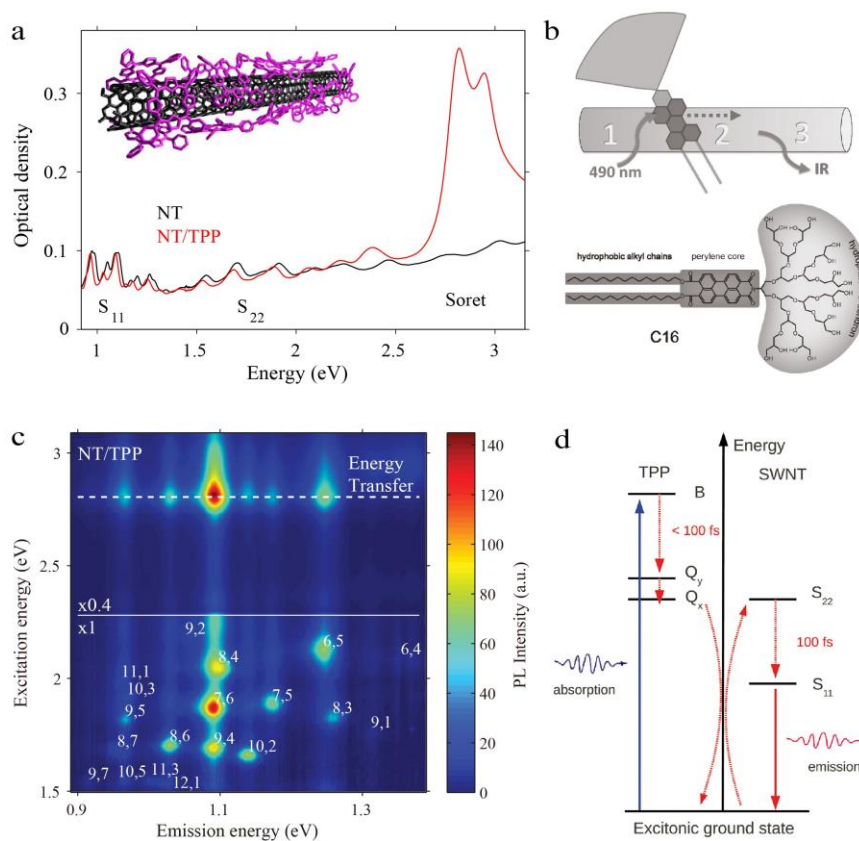 a
Optical density
0.3
0.2
0.1
0
NT
NT/TPP
S11
S22
Soret
1
1.5
2
2.5
3
Energy (eV)
b
1
2
3
490 nm
IR
hydrophobic alkyl chains
perylene core
C16
OH
HO
O
c
NT/TPP
Energy
Transfer
x0.4
x1
9,2
6,5
6,4
8,4
11,1
10,3
7,6
7,5
9,5
8,3
9,1
8,7
8,6
9,4
10,2
9,7
10,5
11,3
12,1
3
2.5
2
1.5
Excitation energy (eV)
0.9
1.1
1.3
Emission energy (eV)
140
120
100
80
60
40
20
0
PL Intensity (a.u.)
d
Energy
TPP
SWNT
B
< 100 fs
Qy
Qx
S22
100 fs
S11
absorption
emission
Excitonic ground state